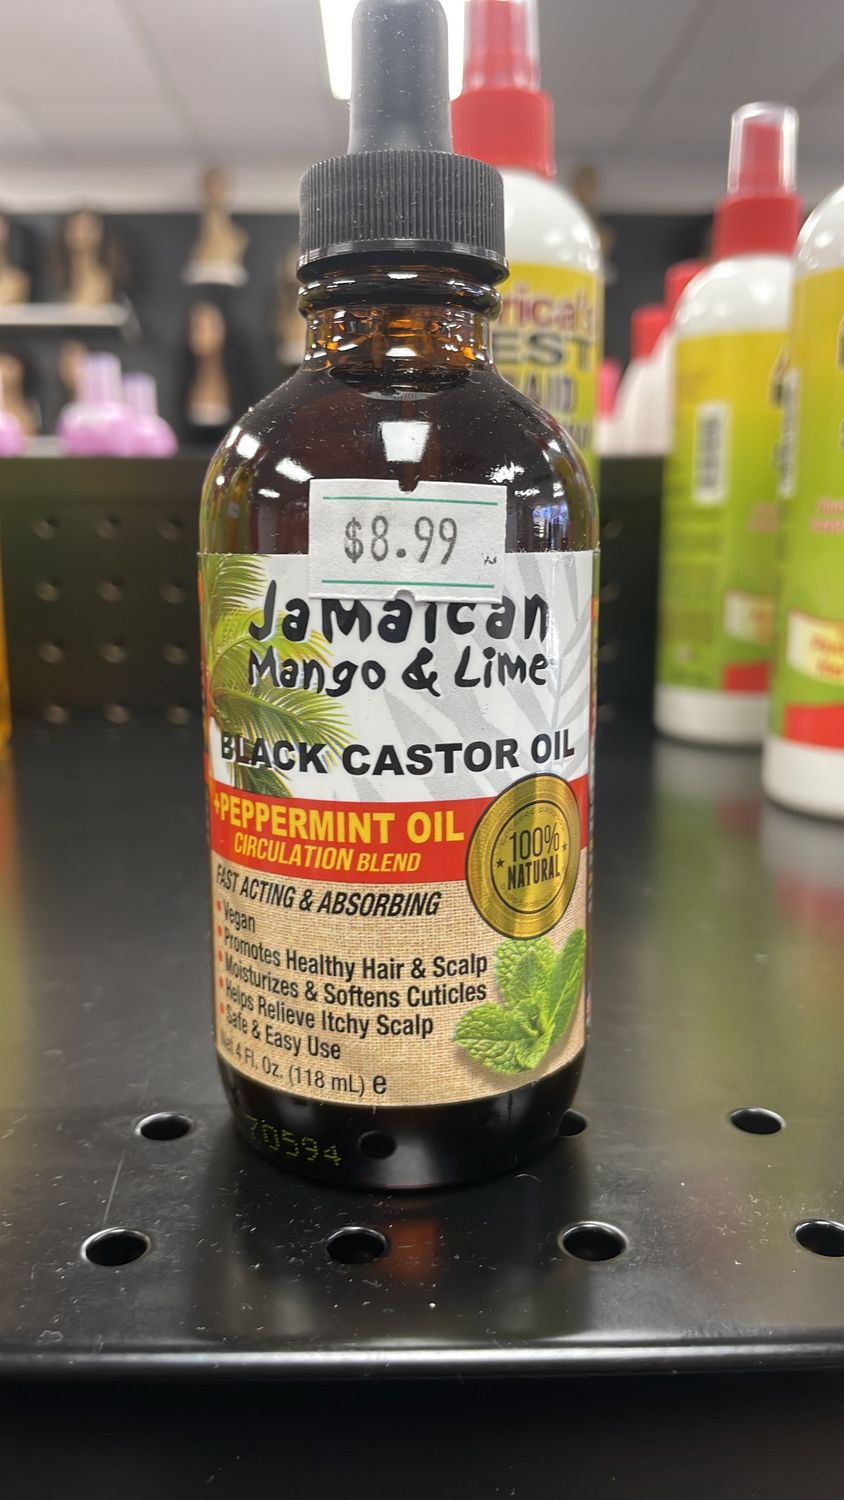 $8.99
Jamaican
Mango & Lime
BLACK CASTOR OIL
+PEPPERMINT OIL
CIRCULATION BLEND
100%
NATURAL
FAST ACTING & ABSORBING
Vegan
Promotes Healthy Hair & Scalp
Moisturizes & Softens Cuticles
Helps Relieve Itchy Scalp
Safe & Easy Use
Net 4 Fl. Oz. (118 mL) e
70594